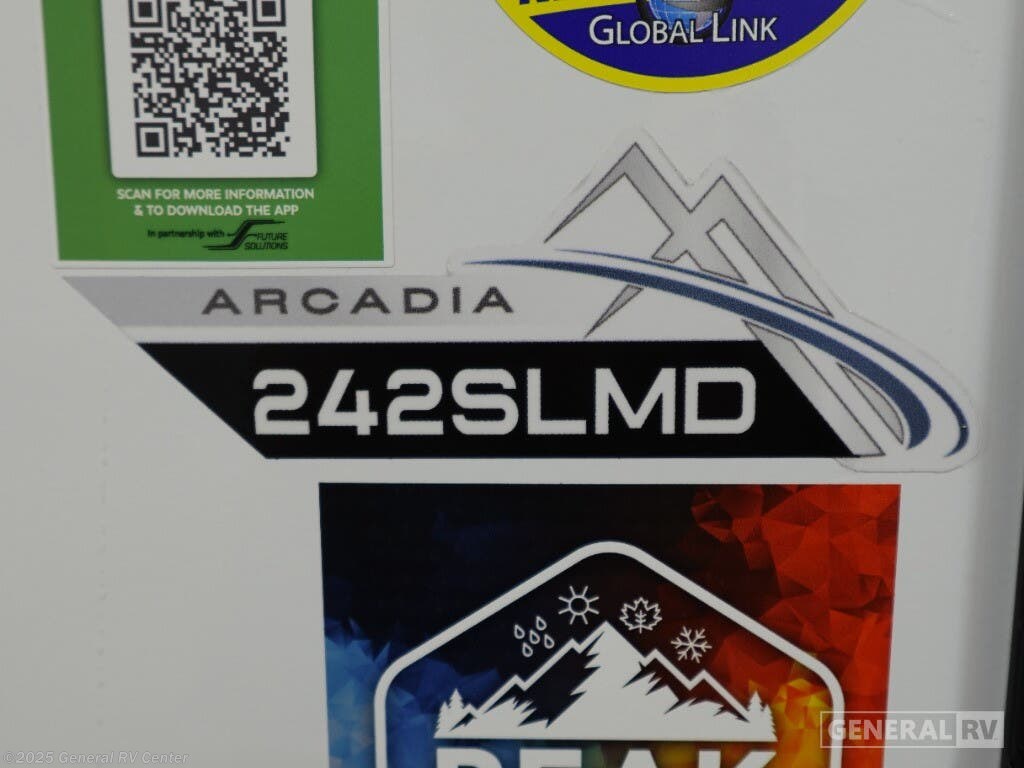 GLOBAL LINK
SCAN FOR MORE INFORMATION
& TO DOWNLOAD THE APP
In partnership with FUTURE
SOLUTIONS
ARCADIA
242SLMD
PEAK
GENERAL RV
©2025 General RV Center